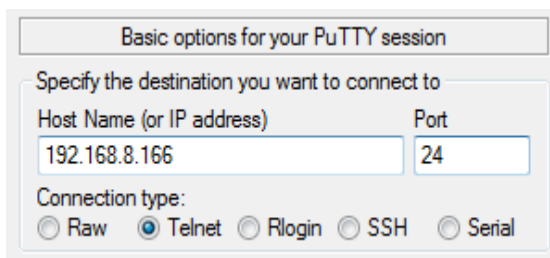 Basic options for your PuTTY session
Specify the destination you want to connect to
Host Name (or IP address) Port
192.168.8.166 24
Connection type:
Raw Telnet Rlogin SSH Serial